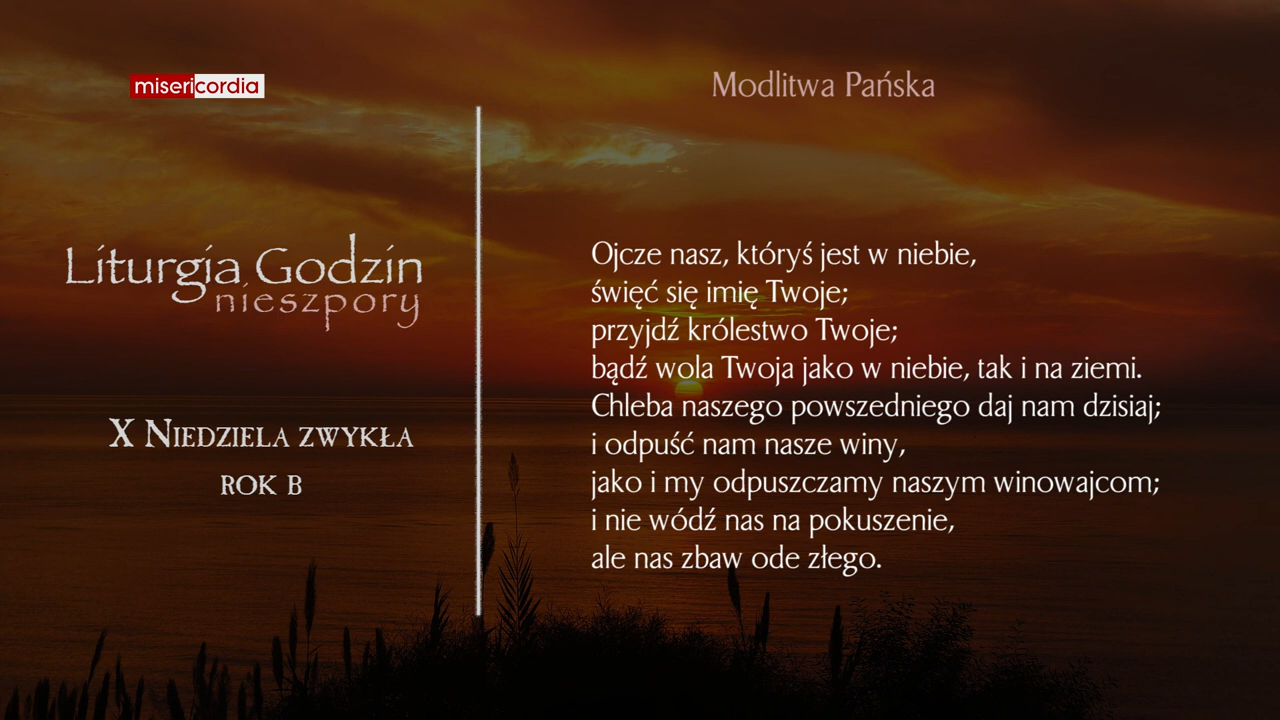 misericordia
Liturgia Godzin
nieszpory
X Niedziela zwykła
rok B
Modlitwa Pańska
Ojcze nasz, któryś jest w niebie,
święć się imię Twoje;
przyjdź królestwo Twoje;
bądź wola Twoja jako w niebie, tak i na ziemi.
Chleba naszego powszedniego daj nam dzisiaj;
i odpuść nam nasze winy,
jako i my odpuszczamy naszym winowajcom;
i nie wódź nas na pokuszenie,
ale nas zbaw ode złego.